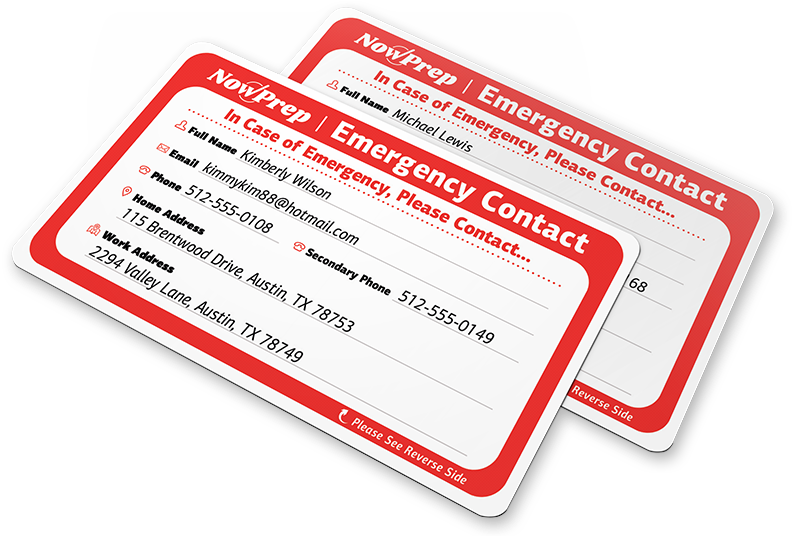 NowPrep | Emergency Contact
In Case of Emergency, Please Contact...
Full Name Kimberly Wilson
Email kimmykim88@hotmail.com
Phone 512-555-0108 Secondary Phone 512-555-0149
Home Address
115 Brentwood Drive, Austin, TX 78753
Work Address
2294 Valley Lane, Austin, TX 78749
Please See Reverse Side
NowPrep | Emergency Contact
In Case of Emergency, Please Contact...
Full Name Michael Lewis
68
Reverse Side